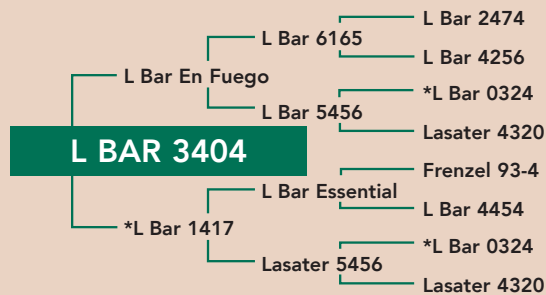 L Bar 2474
L Bar 6165
L Bar 4256
L Bar En Fuego
*L Bar 0324
L Bar 5456
Lasater 4320
L BAR 3404
Frenzel 93-4
L Bar Essential
L Bar 4454
*L Bar 1417
*L Bar 0324
Lasater 5456
Lasater 4320